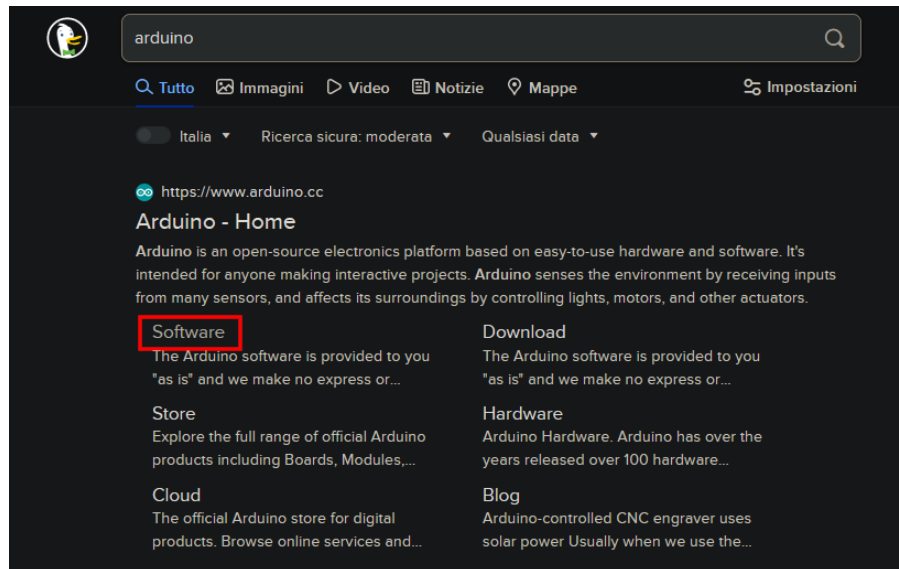 arduino
Tutto Immagini Video Notizie Mappe Impostazioni
Italia Ricerca sicura: moderata Qualsiasi data
https://www.arduino.cc
Arduino - Home
Arduino is an open-source electronics platform based on easy-to-use hardware and software. It's
intended for anyone making interactive projects. Arduino senses the environment by receiving inputs
from many sensors, and affects its surroundings by controlling lights, motors, and other actuators.
Software
The Arduino software is provided to you
"as is" and we make no express or...
Download
The Arduino software is provided to you
"as is" and we make no express or...
Store
Explore the full range of official Arduino
products including Boards, Modules,...
Hardware
Arduino Hardware. Arduino has over the
years released over 100 hardware...
Cloud
The official Arduino store for digital
products. Browse online services and...
Blog
Arduino-controlled CNC engraver uses
solar power Usually when we use the...